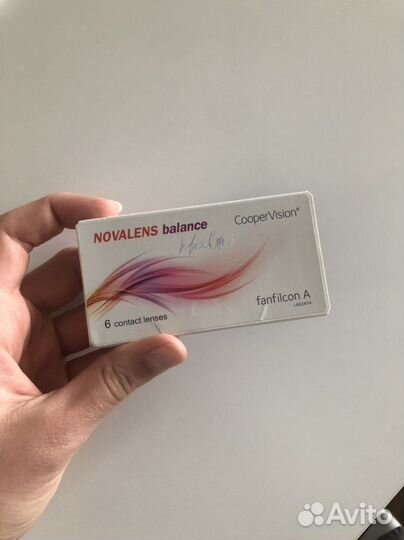 NOVALENS balance
CooperVision®
6 contact lenses
fanfilcon A
Avito